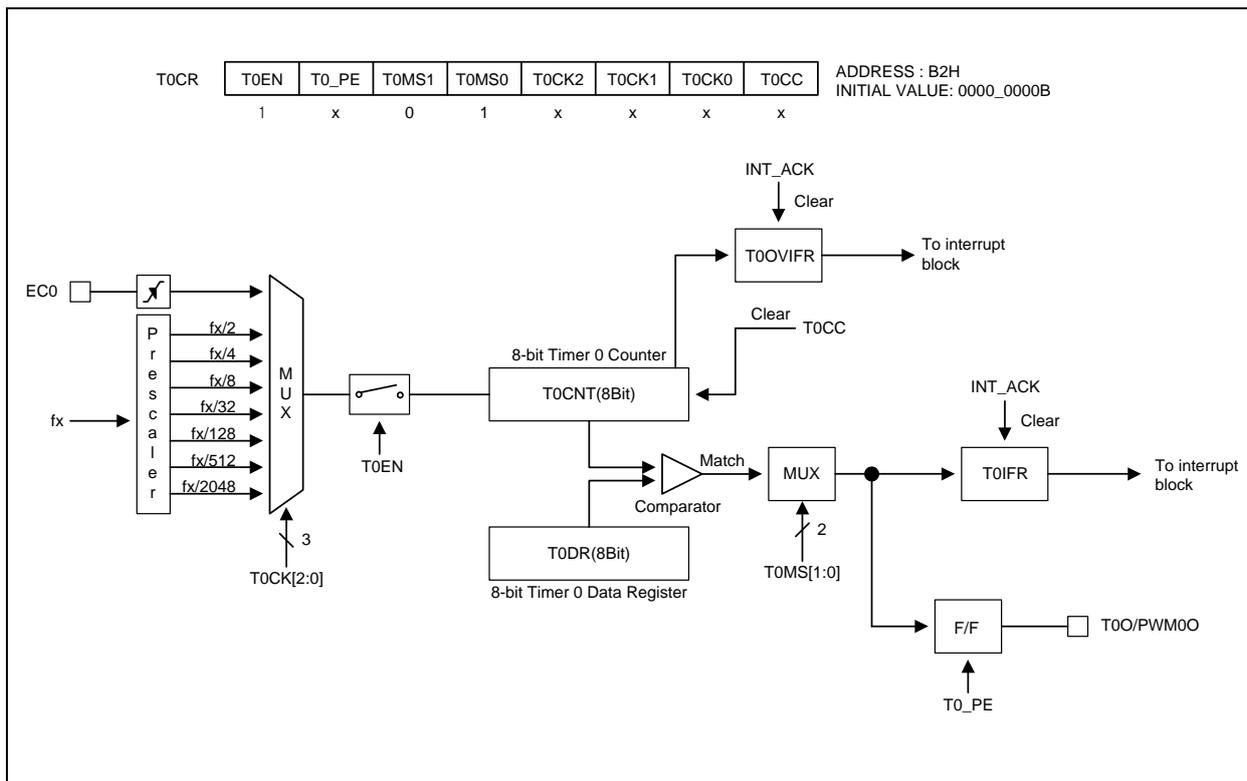 T0CR T0EN T0_PE T0MS1 T0MS0 T0CK2 T0CK1 T0CK0 T0CC ADDRESS : B2H
INITIAL VALUE: 0000_0000B
1 x 0 1 x x x x
INT_ACK
Clear
T0OVIFR
To interrupt
block
EC0
Prescaler
fx/2
fx/4
fx/8
fx/32
fx/128
fx/512
fx/2048
fx
MUX
3
T0CK[2:0]
T0EN
Clear
T0CC
8-bit Timer 0 Counter
T0CNT(8Bit)
Comparator
Match
T0DR(8Bit)
8-bit Timer 0 Data Register
MUX
2
T0MS[1:0]
INT_ACK
Clear
T0IFR
To interrupt
block
F/F
T0O/PWM0O
T0_PE